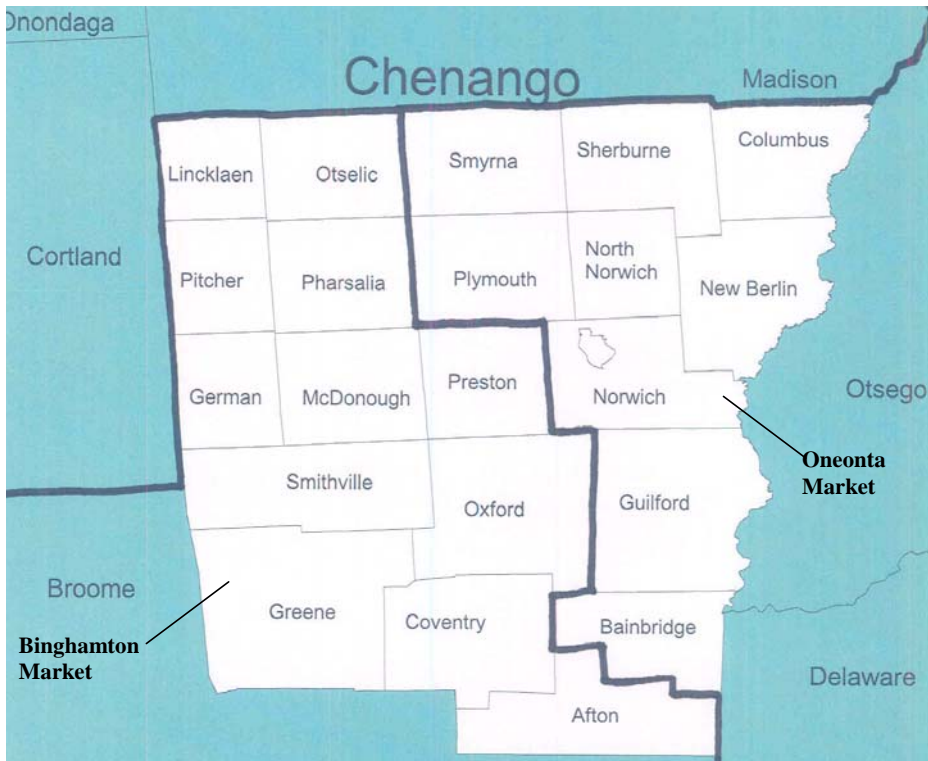 Onondaga
Chenango
Madison
Lincklaen
Otselic
Smyrna
Sherburne
Columbus
Cortland
Pitcher
Pharsalia
Plymouth
North
Norwich
New Berlin
German
McDonough
Preston
Norwich
Otsego
Oneonta
Market
Smithville
Oxford
Guilford
Broome
Greene
Coventry
Bainbridge
Binghamton
Market
Delaware
Afton